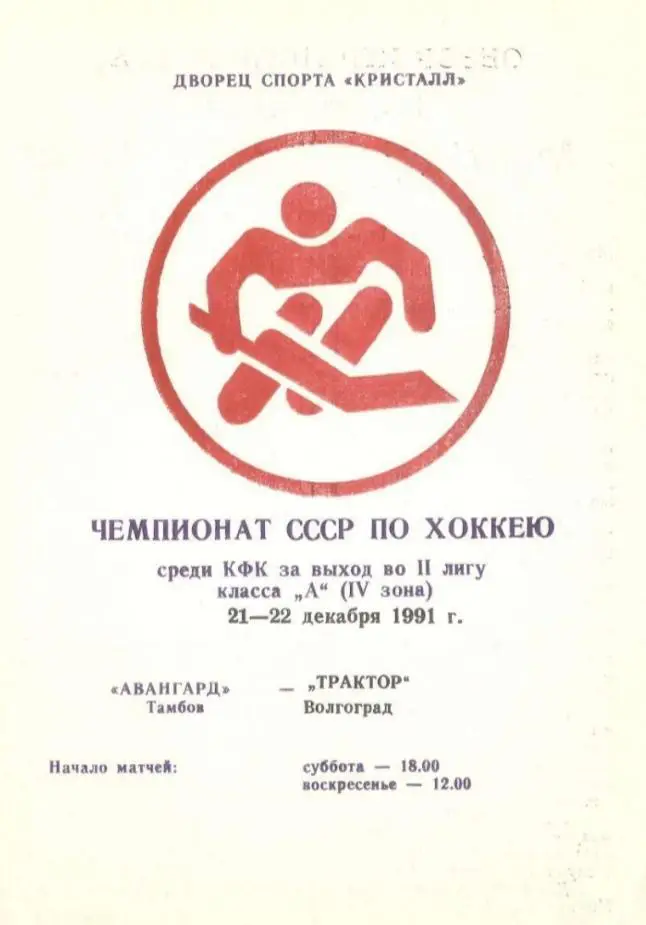 ДВОРЕЦ СПОРТА «КРИСТАЛЛ»
ЧЕМПИОНАТ СССР ПО ХОККЕЮ
среди КФК за выход во II лигу
класса „А“ (IV зона)
21—22 декабря 1991 г.
«АВАНГАРД» — „ТРАКТОР“
Тамбов Волгоград
Начало матчей: суббота — 18.00
воскресенье — 12.00